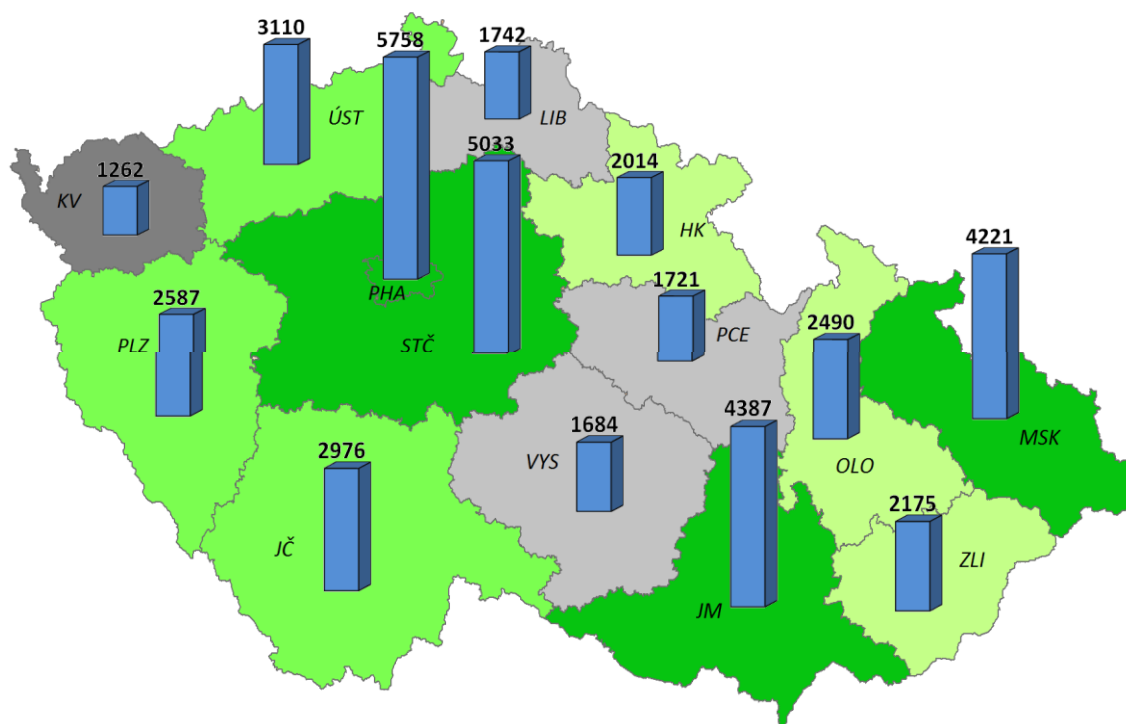 3110
5758
1742
ÚST
LIB
5033
2014
1262
KV
HK
4221
PHA
2587
1721
PLZ
STČ
PCE
2490
4387
MSK
1684
VYS
OLO
2976
2175
JČ
ZLI
JM